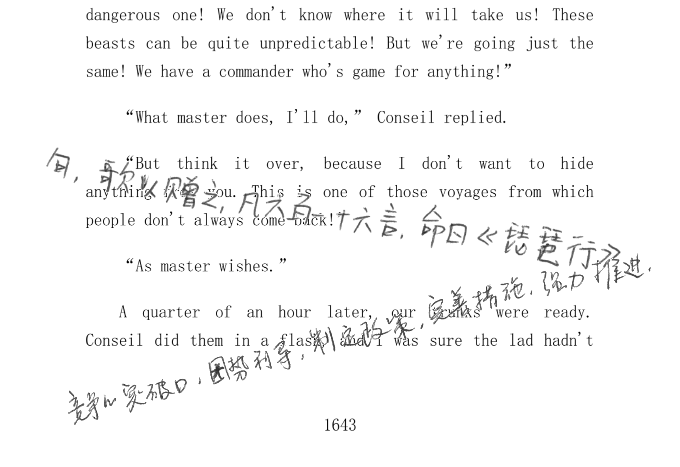 dangerous one! We don't know where it will take us! These
beasts can be quite unpredictable! But we're going just the
same! We have a commander who's game for anything!”
“What master does, I'll do,” Conseil replied.
“But think it over, because I don't want to hide
anything from you. This is one of those voyages from which
people don't always come back!”
句，歌以赠之，凡六百一十六言，命曰《琵琶行》
“As master wishes.”
A quarter of an hour later, our trunks were ready.
Conseil did them in a flash, and I was sure the lad hadn't
突破口，因势利导，制定政策，完善措施，强力推进．
1643